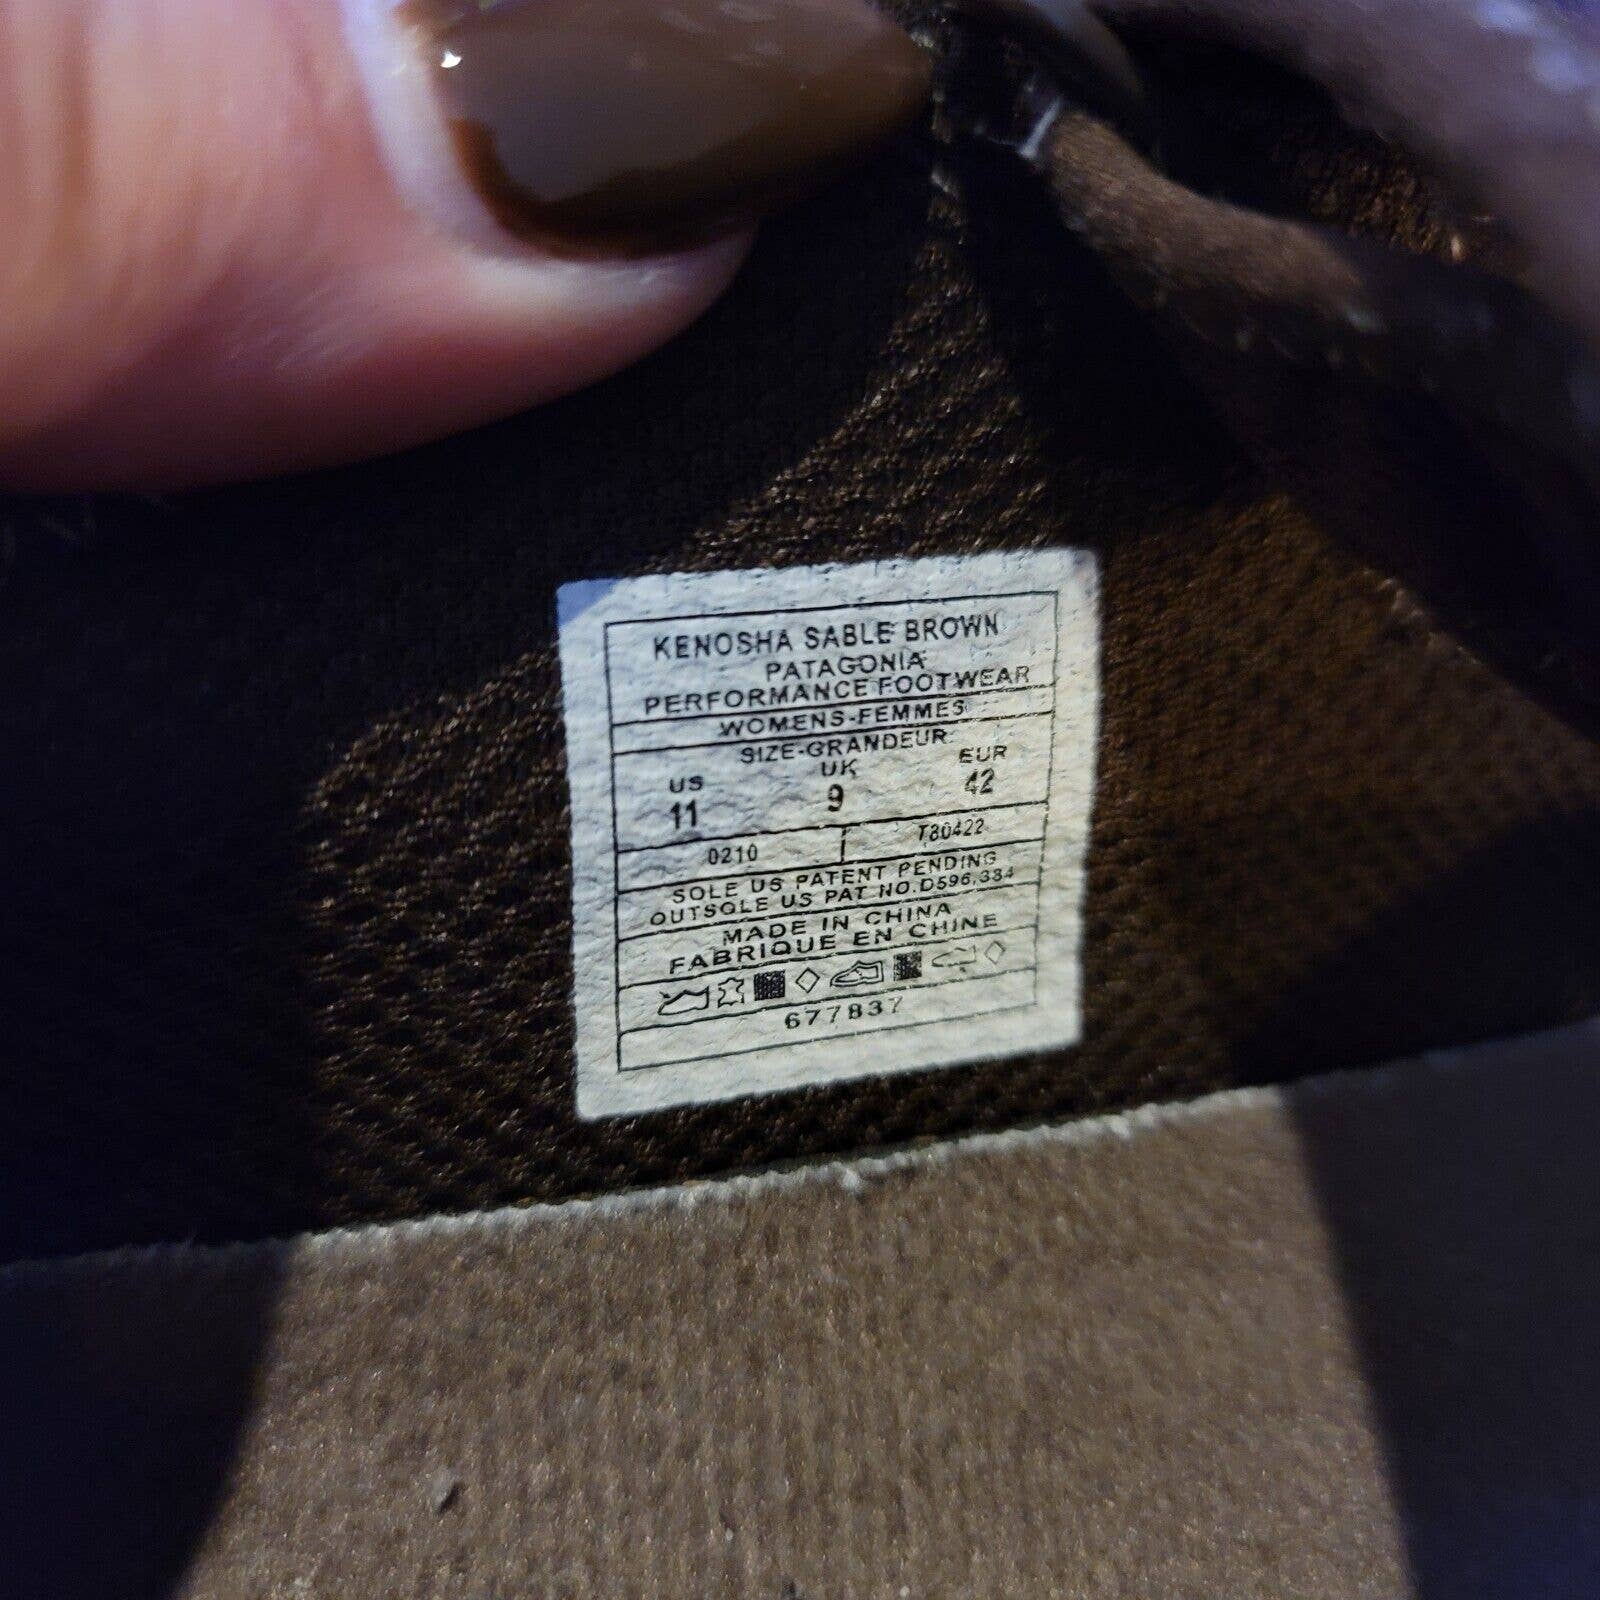 KENOSHA SABLE BROWN
PATAGONIA
PERFORMANCE FOOTWEAR
WOMENS-FEMMES
SIZE-GRANDEUR
US UK EUR
11 9 42
0210 T80422
SOLE US PATENT PENDING
OUTSOLE US PAT NO.D596,384
MADE IN CHINA
FABRIQUE EN CHINE
677837